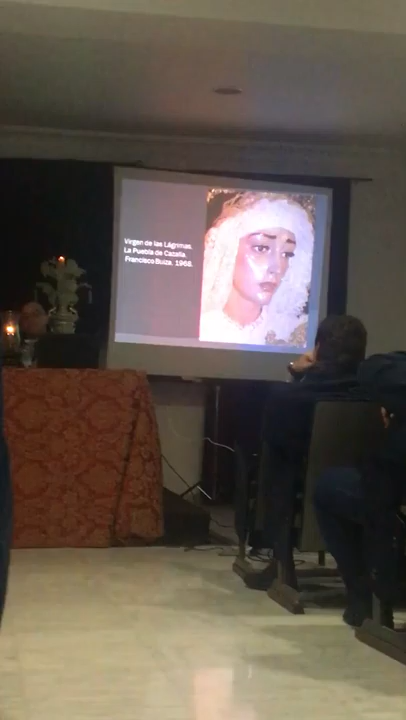 Virgen de las Lágrimas.
La Puebla de Cazalla.
Francisco Buiza. 1968.